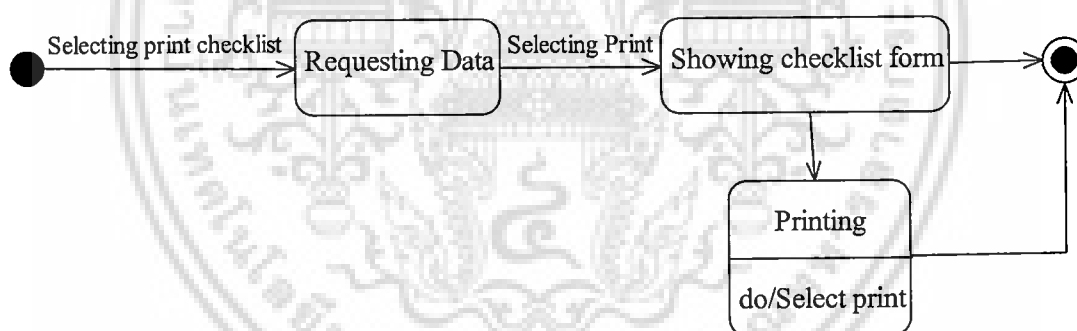 Selecting print checklist
Requesting Data
Selecting Print
Showing checklist form
Printing
do/Select print